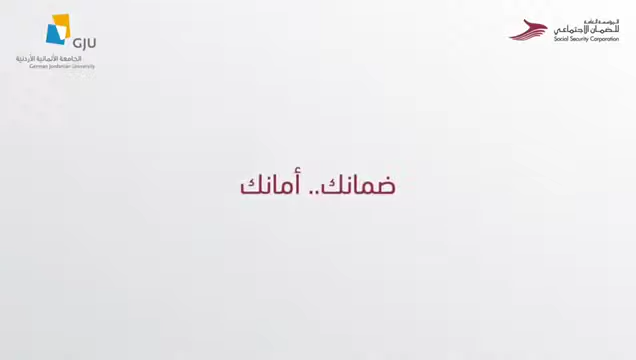 GJU
الجامعة الألمانية الأردنية
German Jordanian University
المؤسسة العامة
للضمان الاجتماعي
Social Security Corporation
ضمانك.. أمانك